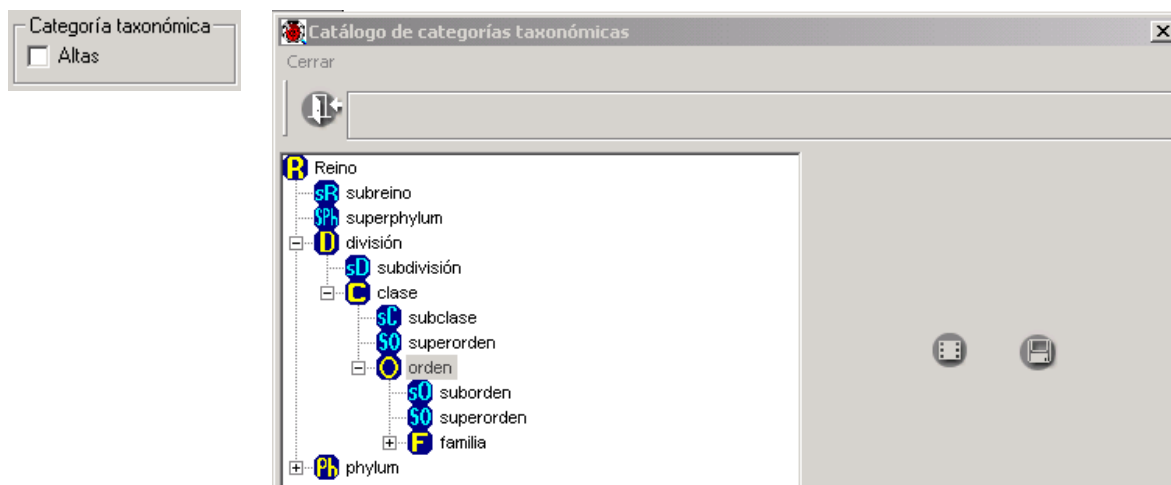 Categoría taxonómica
Altas
Catálogo de categorías taxonómicas
Cerrar
R Reino
sR subreino
SPh superphylum
D división
sD subdivisión
C clase
sC subclase
SO superorden
O orden
sO suborden
SO superorden
F familia
Ph phylum